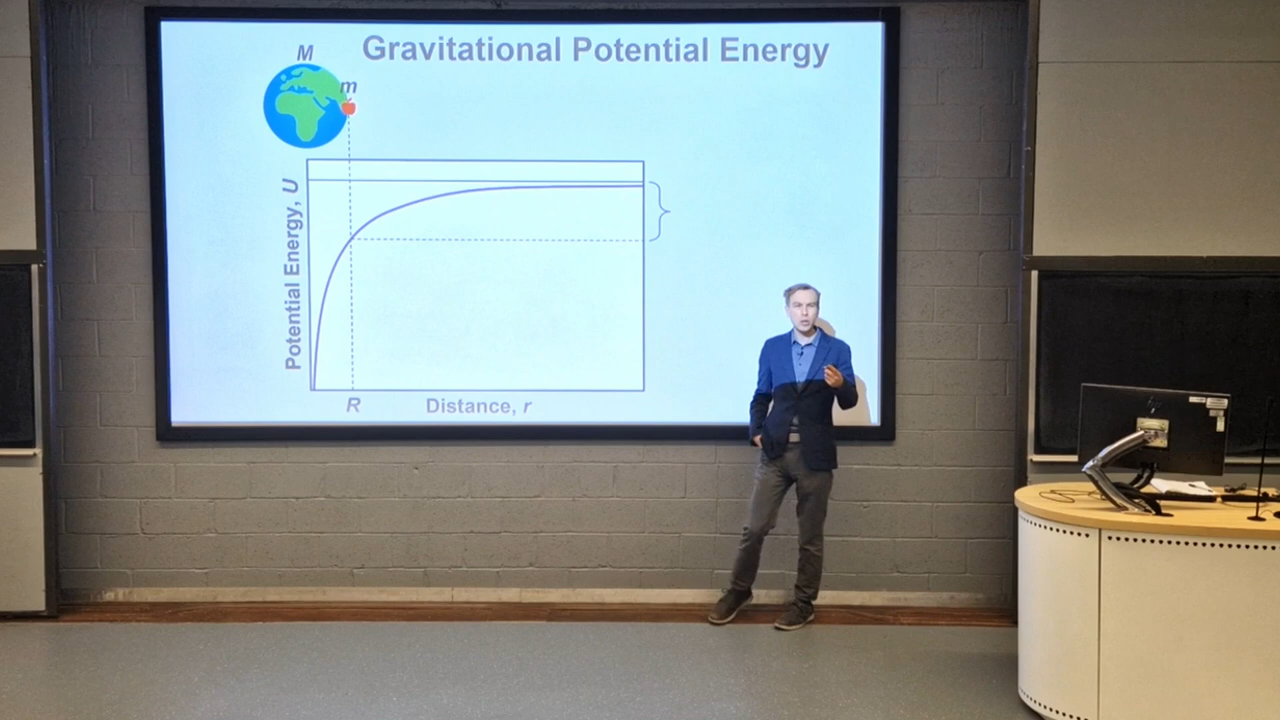 Gravitational Potential Energy
M
m
Potential Energy, U
R
Distance, r